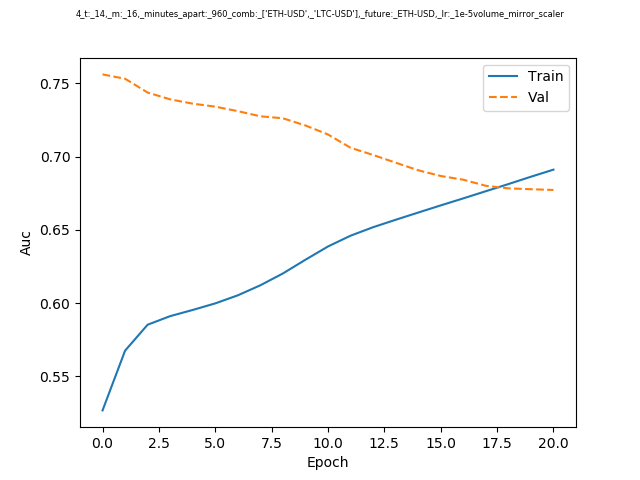 4_t:_14,_m:_16,_minutes_apart:_960_comb:_['ETH-USD',_'LTC-USD'],_future:_ETH-USD,_lr:_1e-5volume_mirror_scaler
Train
Val
0.75
0.70
0.65
0.60
0.55
Auc
0.0 2.5 5.0 7.5 10.0 12.5 15.0 17.5 20.0
Epoch